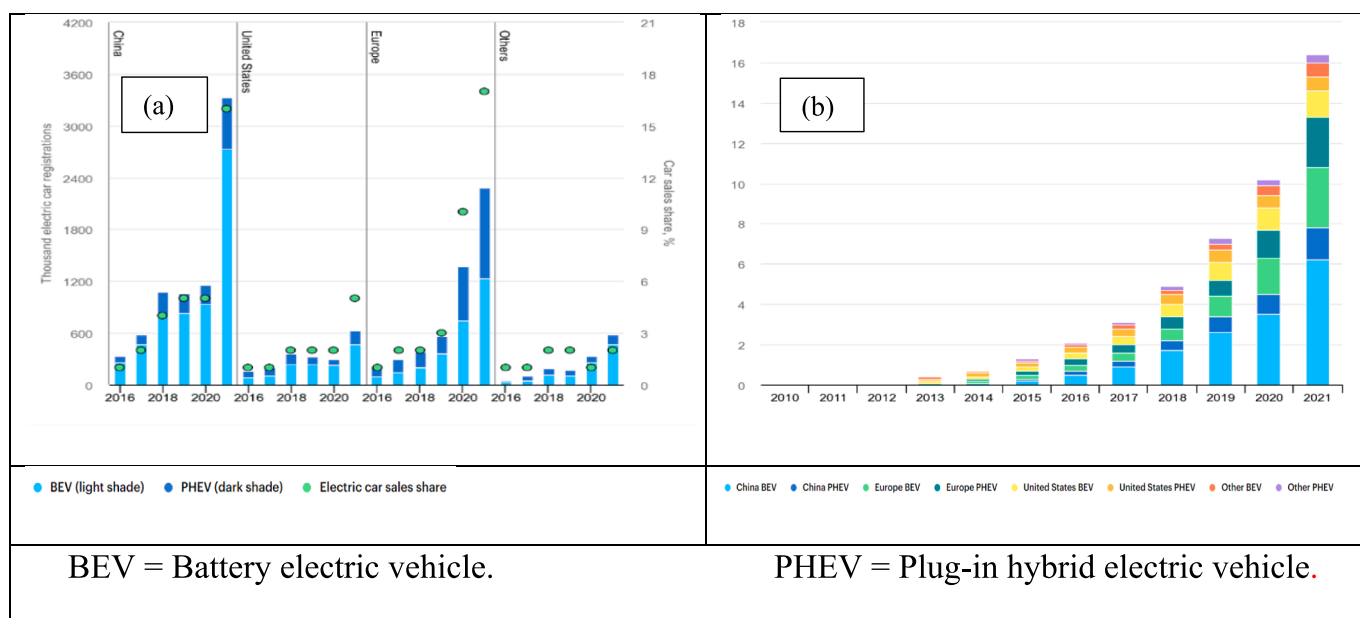 4200
3600
3000
2400
1800
1200
600
0
Thousand electric car registrations
China
United States
Europe
Others
(a)
21
18
15
12
9
6
3
0
Car sales share, %
2016 2018 2020 2016 2018 2020 2016 2018 2020 2016 2018 2020
BEV (light shade) PHEV (dark shade) Electric car sales share
18
16
14
12
10
8
6
4
2
0
(b)
2010 2011 2012 2013 2014 2015 2016 2017 2018 2019 2020 2021
China BEV China PHEV Europe BEV Europe PHEV United States BEV United States PHEV Other BEV Other PHEV
BEV = Battery electric vehicle. PHEV = Plug-in hybrid electric vehicle.